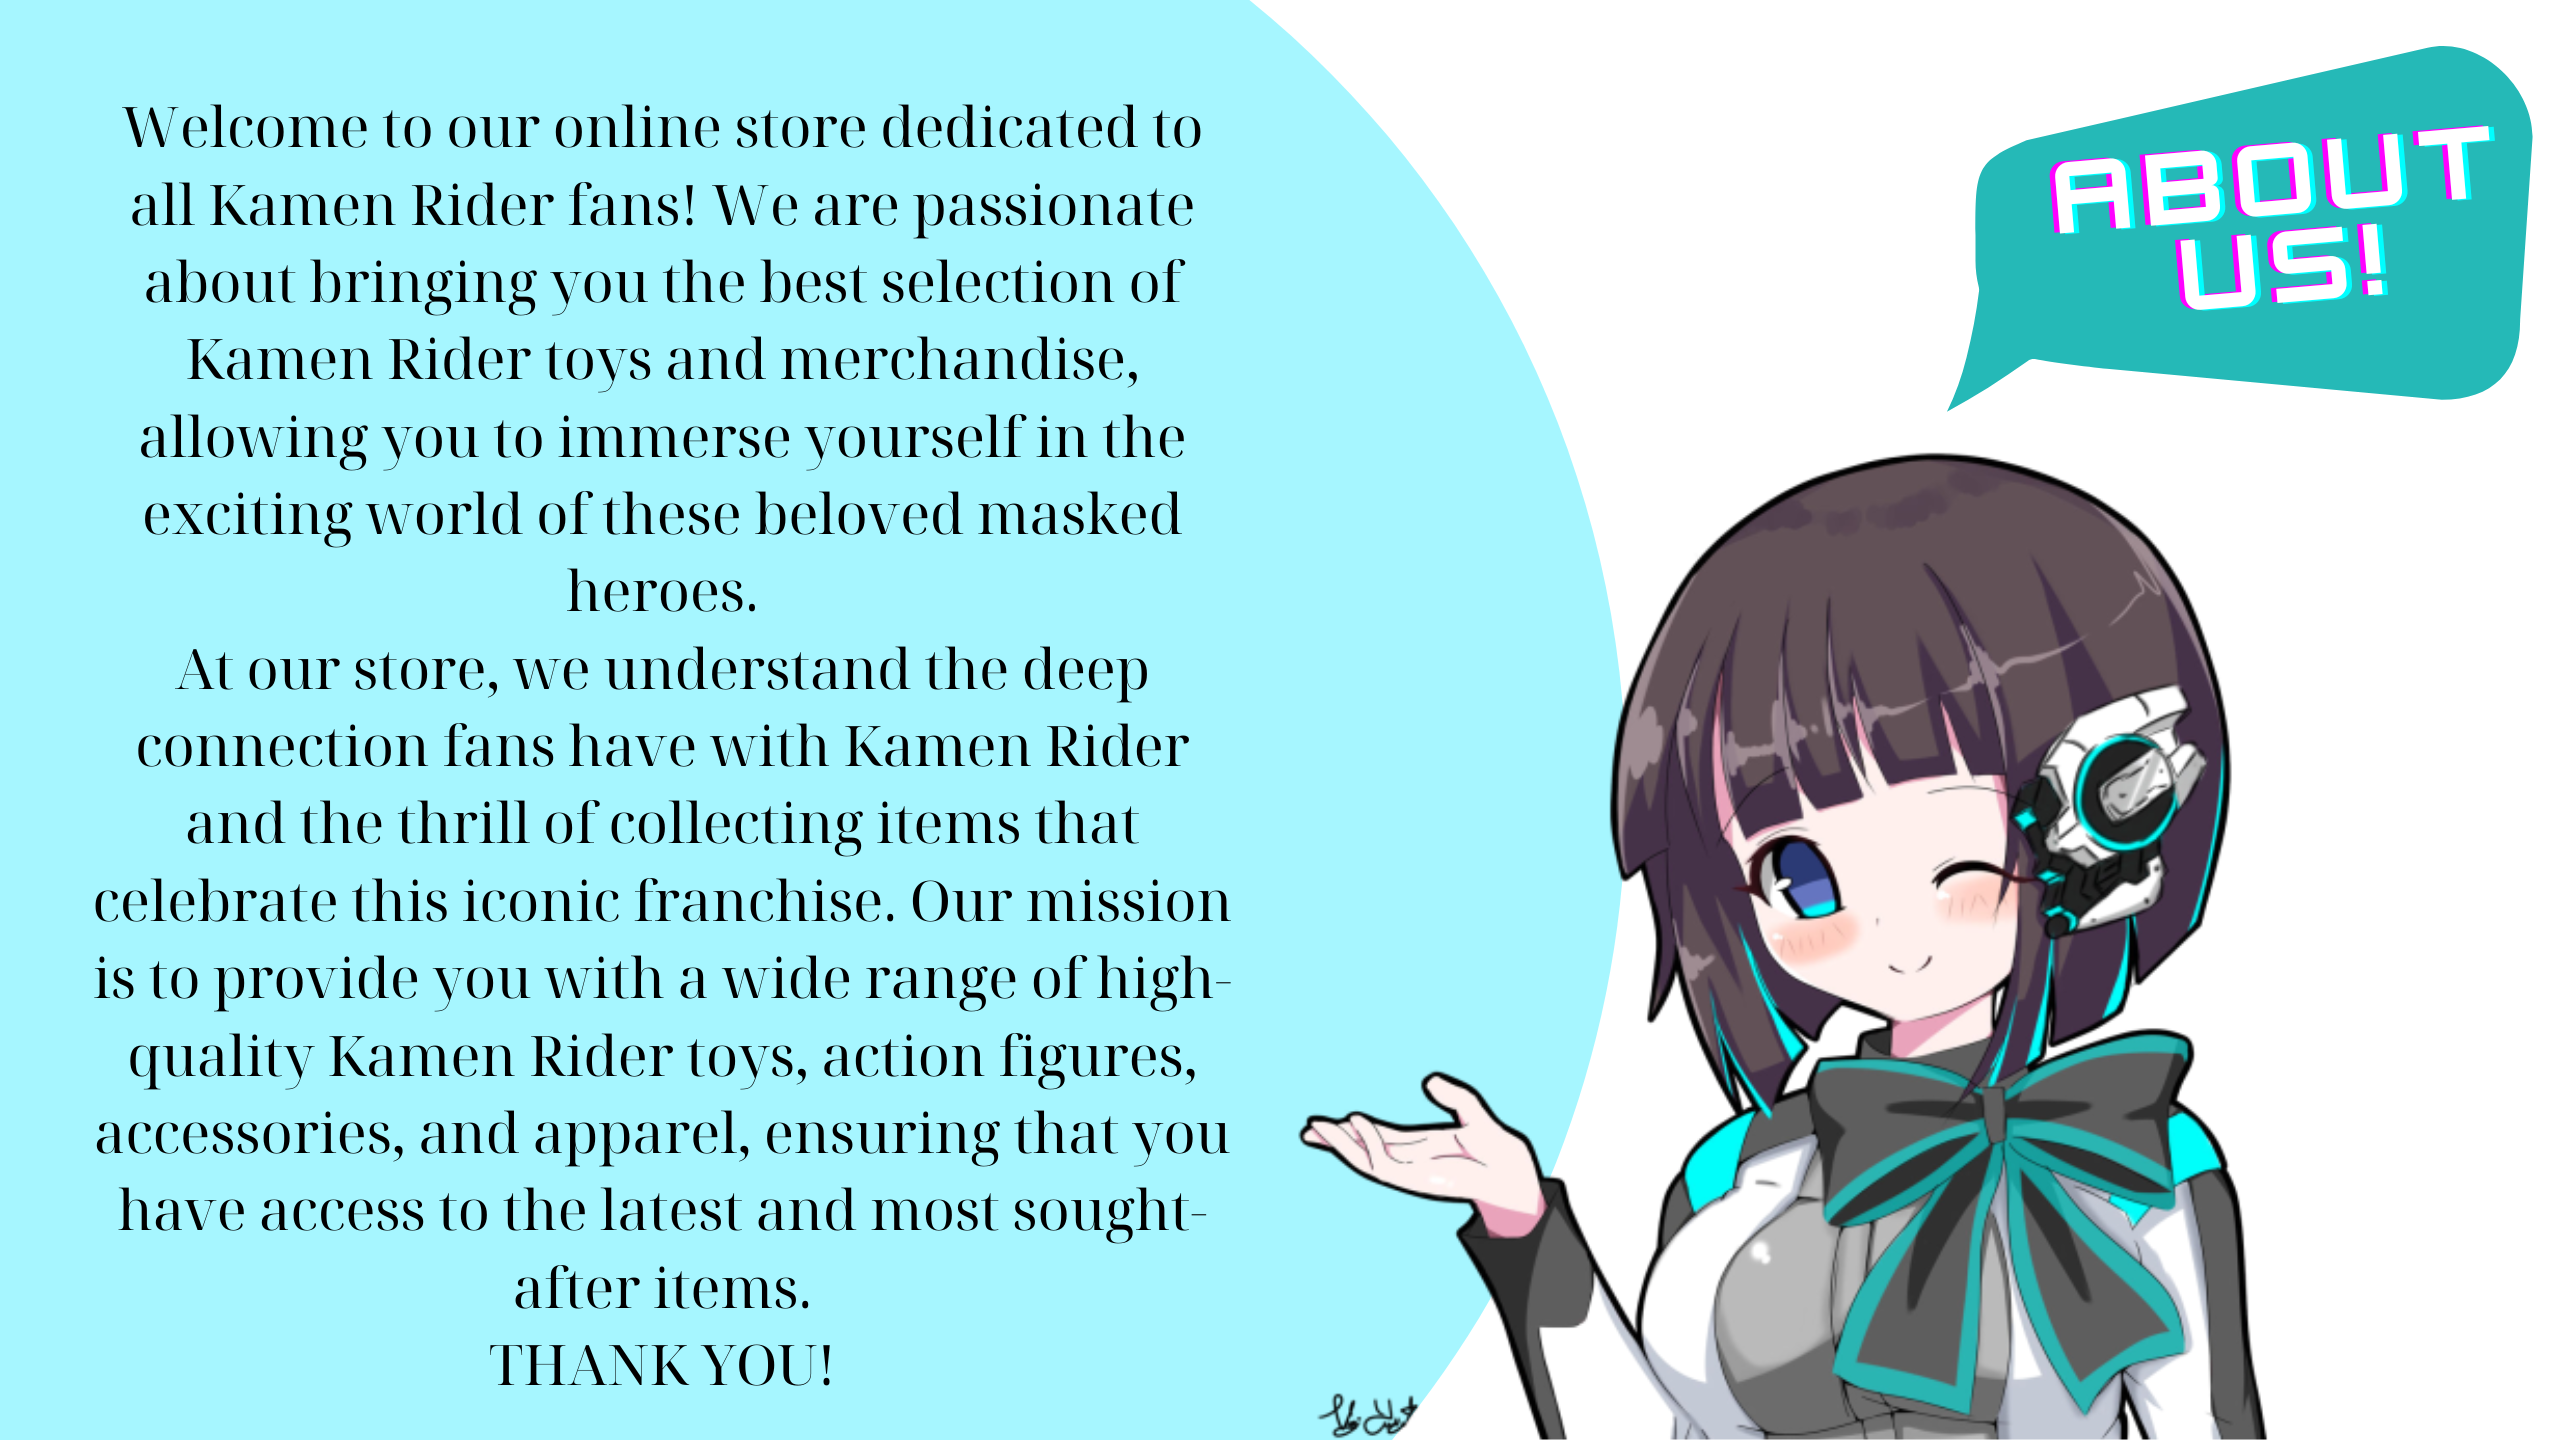 Welcome to our online store dedicated to
all Kamen Rider fans! We are passionate
about bringing you the best selection of
Kamen Rider toys and merchandise,
allowing you to immerse yourself in the
exciting world of these beloved masked
heroes.
At our store, we understand the deep
connection fans have with Kamen Rider
and the thrill of collecting items that
celebrate this iconic franchise. Our mission
is to provide you with a wide range of high-
quality Kamen Rider toys, action figures,
accessories, and apparel, ensuring that you
have access to the latest and most sought-
after items.
THANK YOU!
ABOUT
US!